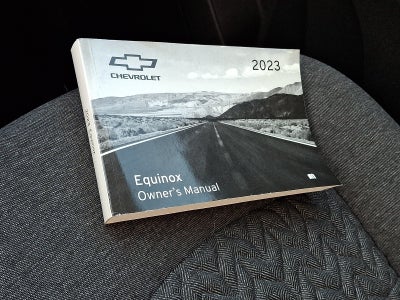 CHEVROLET
2023
Equinox
Owner's Manual